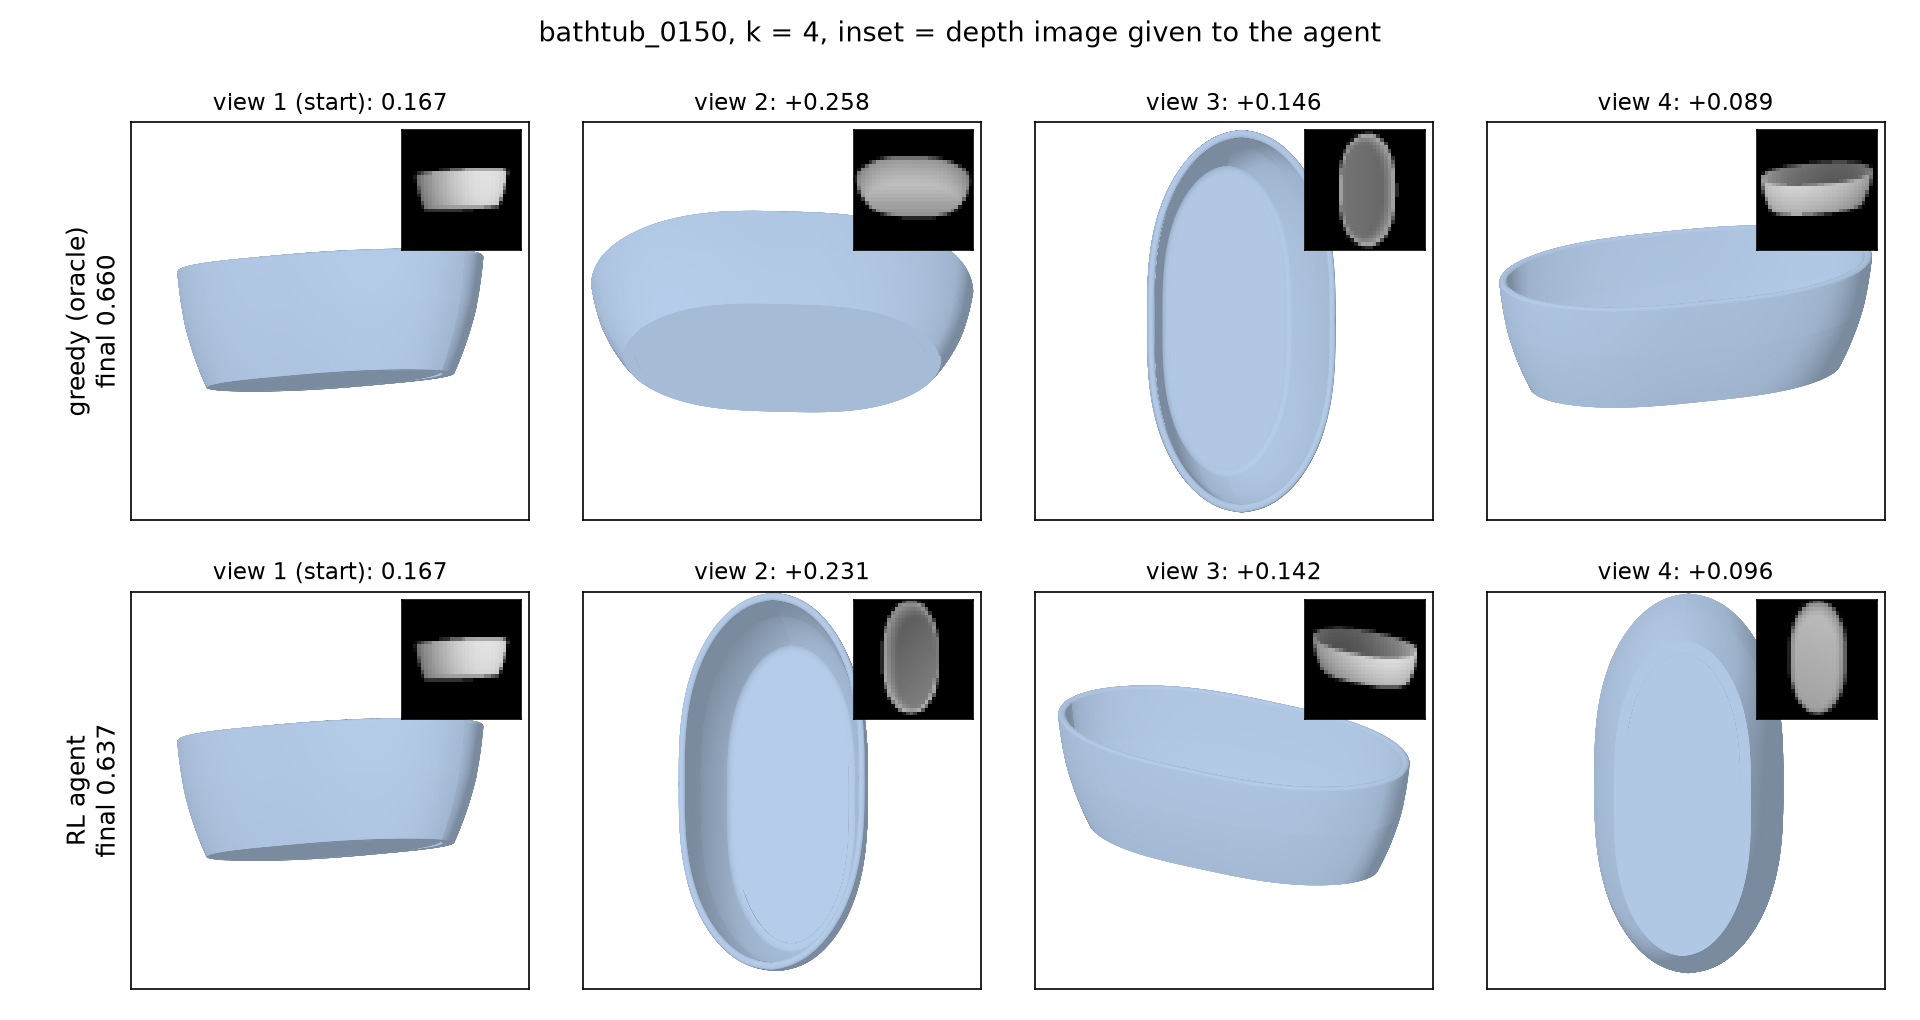 bathtub_0150, k = 4, inset = depth image given to the agent
view 1 (start): 0.167
view 2: +0.258
view 3: +0.146
view 4: +0.089
greedy (oracle)
final 0.660
view 1 (start): 0.167
view 2: +0.231
view 3: +0.142
view 4: +0.096
RL agent
final 0.637